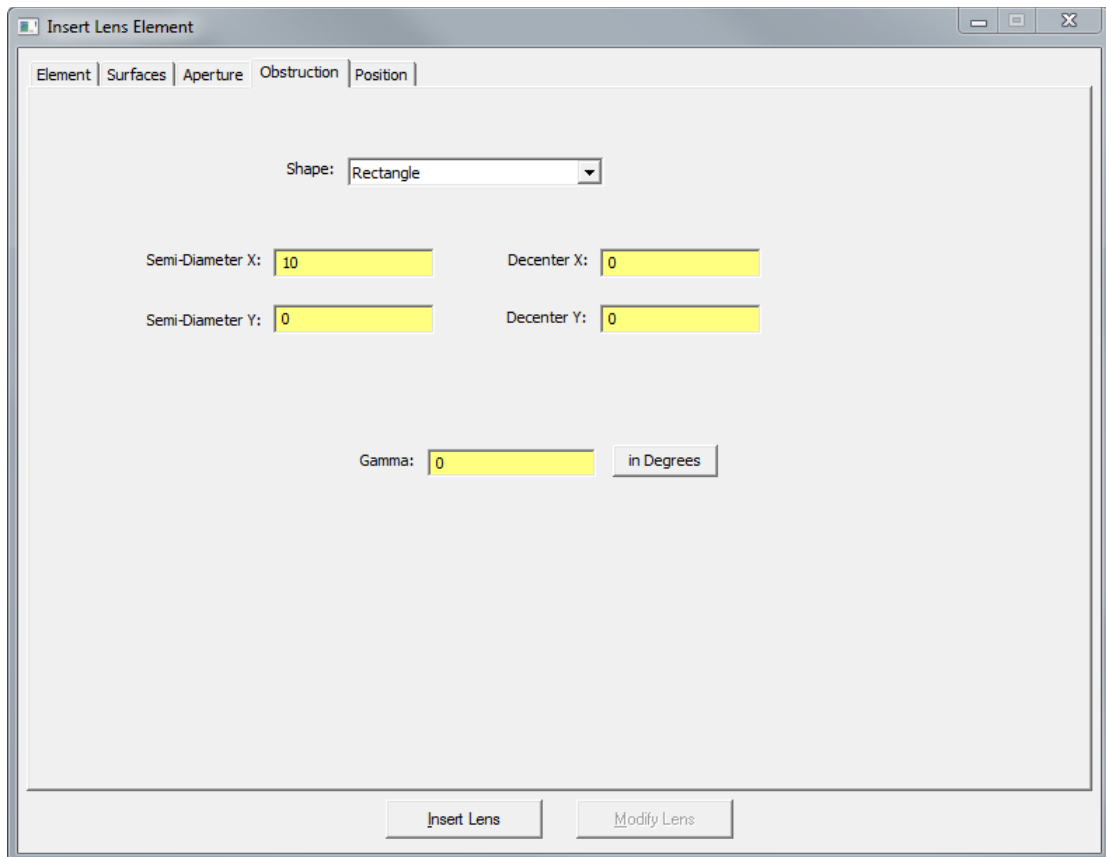 Insert Lens Element
Element Surfaces Aperture Obstruction Position
Shape: Rectangle
Semi-Diameter X: 10 Decenter X: 0
Semi-Diameter Y: 0 Decenter Y: 0
Gamma: 0 in Degrees
Insert Lens Modify Lens